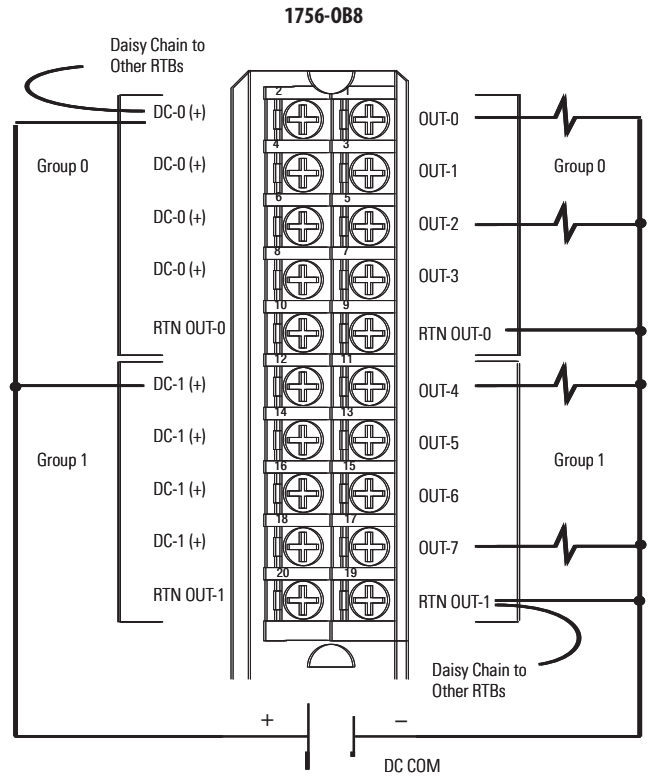 1756-OB8
Daisy Chain to
Other RTBs
DC-0 (+)
2
1
OUT-0
Group 0
DC-0 (+)
4
3
OUT-1
Group 0
DC-0 (+)
6
5
OUT-2
DC-0 (+)
8
7
OUT-3
RTN OUT-0
10
9
RTN OUT-0
DC-1 (+)
12
11
OUT-4
DC-1 (+)
14
13
OUT-5
Group 1
DC-1 (+)
16
15
OUT-6
Group 1
DC-1 (+)
18
17
OUT-7
RTN OUT-1
20
19
RTN OUT-1
Daisy Chain to
Other RTBs
+
–
DC COM